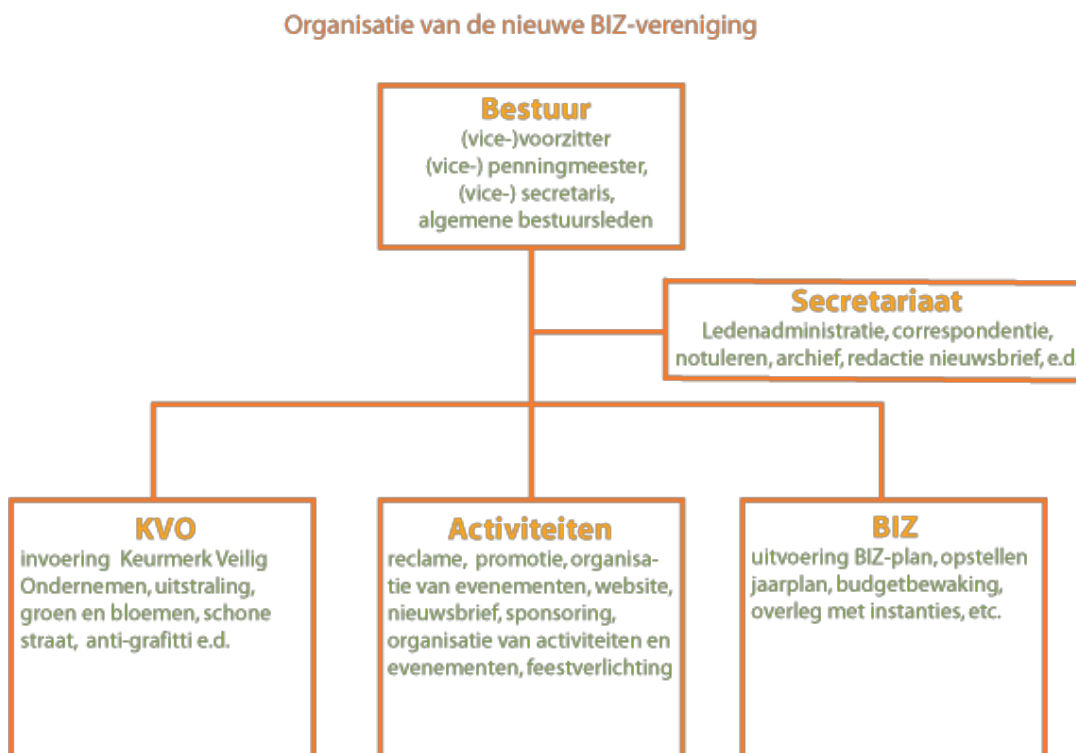 Organisatie van de nieuwe BIZ-vereniging
Bestuur
(vice-)voorzitter
(vice-) penningmeester,
(vice-) secretaris,
algemene bestuursleden
Secretariaat
Ledenadministratie, correspondentie,
notuleren, archief, redactie nieuwsbrief, e.d.
KVO
invoering Keurmerk Veilig
Ondernemen, uitstraling,
groen en bloemen, schone
straat, anti-grafitti e.d.
Activiteiten
reclame, promotie, organisa-
tie van evenementen, website,
nieuwsbrief, sponsoring,
organisatie van activiteiten en
evenementen, feestverlichting
BIZ
uitvoering BIZ-plan, opstellen
jaarplan, budgetbewaking,
overleg met instanties, etc.